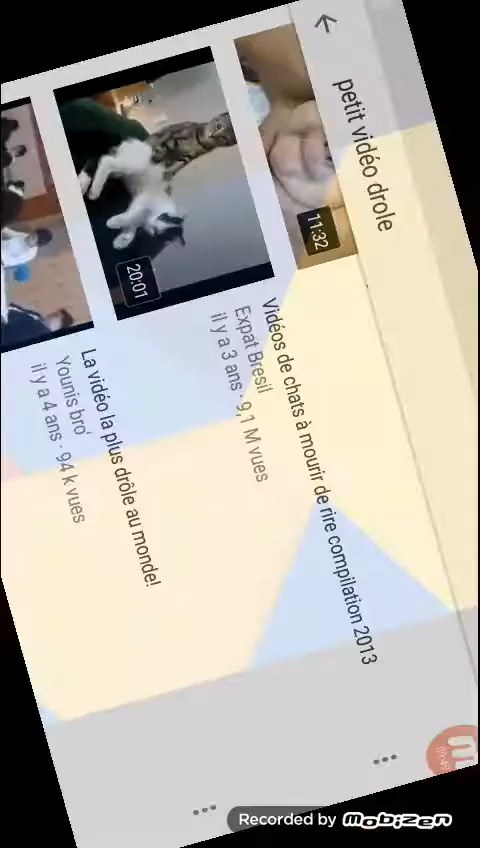 petit vidéo drole
11:32
Vidéos de chats à mourir de rire compilation 2013
Expat Bresil
il y a 3 ans · 9,1 M vues
20:01
La vidéo la plus drôle au monde!
Younis bro'
il y a 4 ans · 94 k vues
Recorded by Mobizen